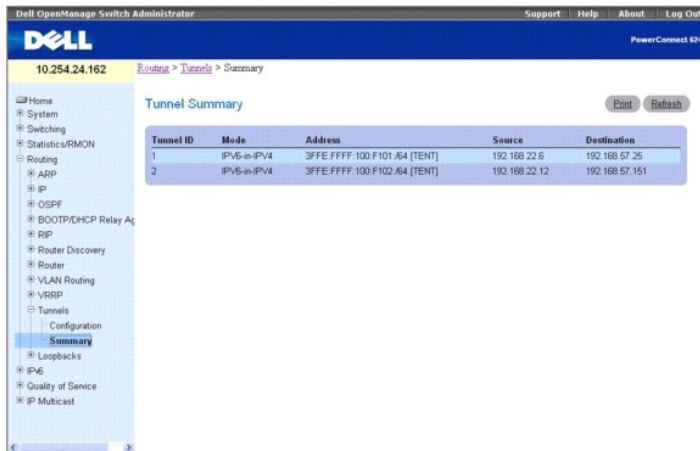 Dell OpenManage Switch Administrator Support Help About Log Out
DELL
PowerConnect 624
10.254.24.162
Routing > Tunnels > Summary
Home
System
Switching
Statistics/RMON
Routing
ARP
IP
OSPF
BOOTP/DHCP Relay Ag
RIP
Router Discovery
Router
VLAN Routing
VRRP
Tunnels
Configuration
Summary
Loopbacks
IPv6
Quality of Service
IP Multicast
Tunnel Summary
Print Refresh
Tunnel ID Mode Address Source Destination
1 IPV6-in-IPV4 3FFE:FFFF:100:F101:/64 [TENT] 192.168.22.6 192.168.57.25
2 IPV6-in-IPV4 3FFE:FFFF:100:F102:/64 [TENT] 192.168.22.12 192.168.57.151